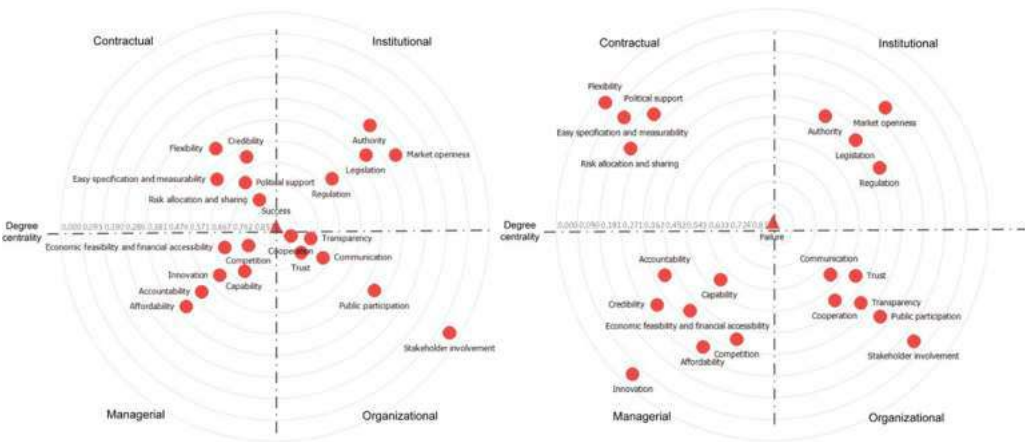 Contractual
Institutional
Authority
Credibility
Flexibility
Legislation
Market openness
Easy specification and measurability
Political support
Regulation
Risk allocation and sharing
Success
Degree
centrality
Economic feasibility and financial accessibility
Transparency
Cooperation
Competition
Trust
Communication
Innovation
Capability
Accountability
Public participation
Affordability
Stakeholder involvement
Managerial
Organizational
Contractual
Institutional
Flexibility
Political support
Market openness
Easy specification and measurability
Authority
Legislation
Risk allocation and sharing
Regulation
Degree
centrality
Failure
Accountability
Communication
Trust
Capability
Credibility
Transparency
Cooperation
Public participation
Economic feasibility and financial accessibility
Stakeholder involvement
Competition
Affordability
Innovation
Managerial
Organizational